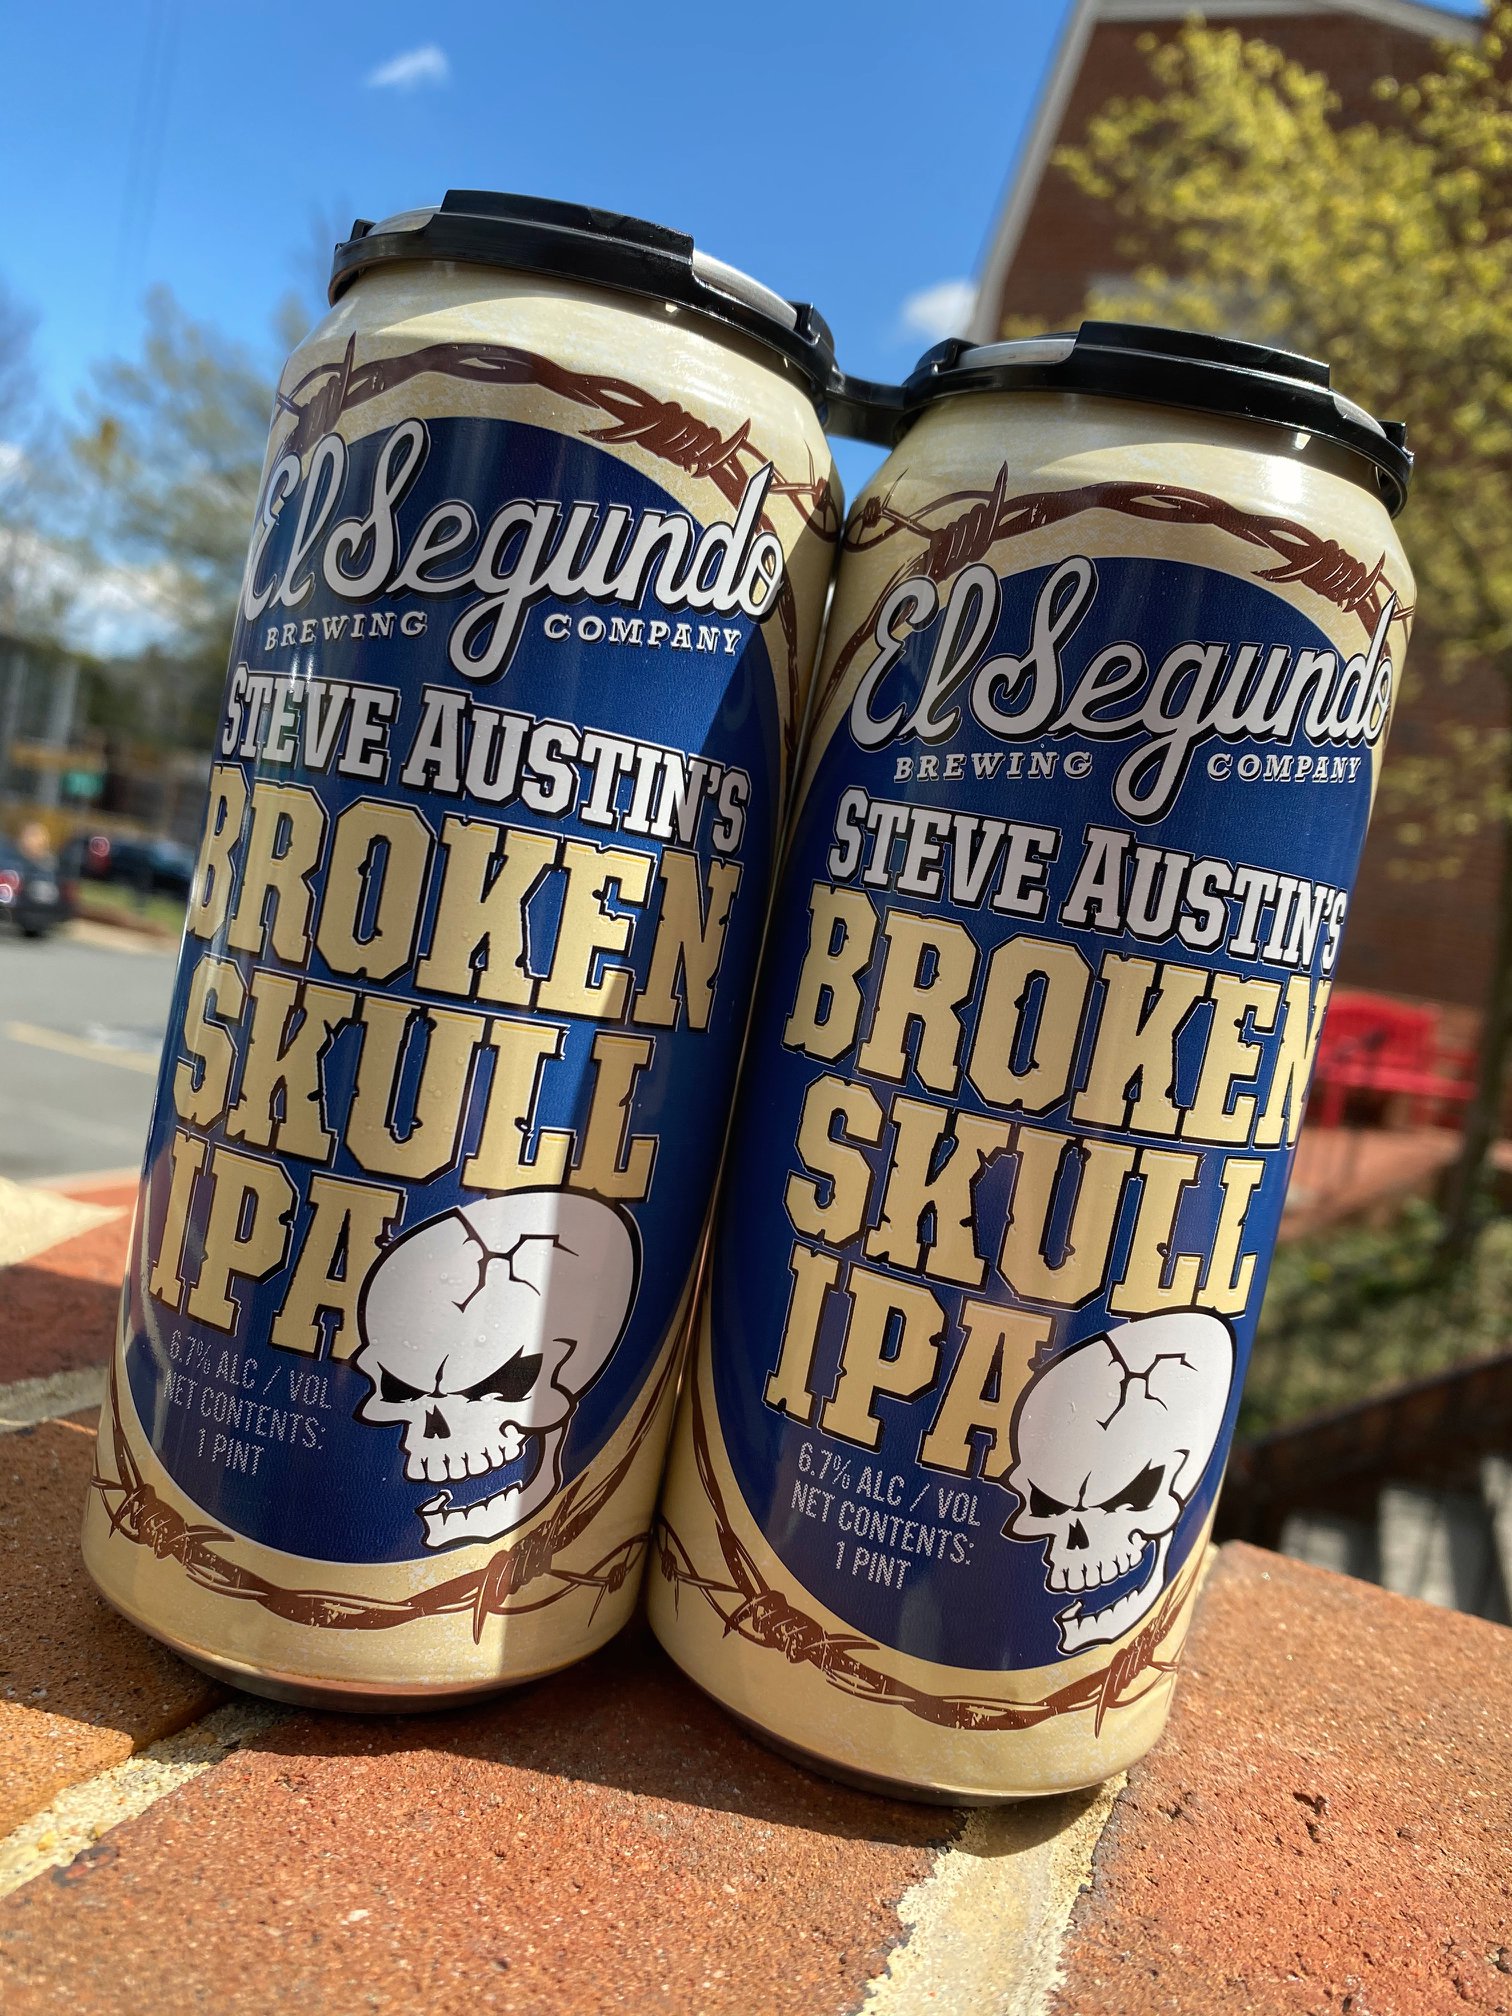 El Segundo
BREWING COMPANY
STEVE AUSTIN'S
BROKEN
SKULL
IPA
6.7% ALC / VOL
NET CONTENTS:
1 PINT
El Segundo
BREWING COMPANY
STEVE AUSTIN'S
BROKEN
SKULL
IPA
6.7% ALC / VOL
NET CONTENTS:
1 PINT